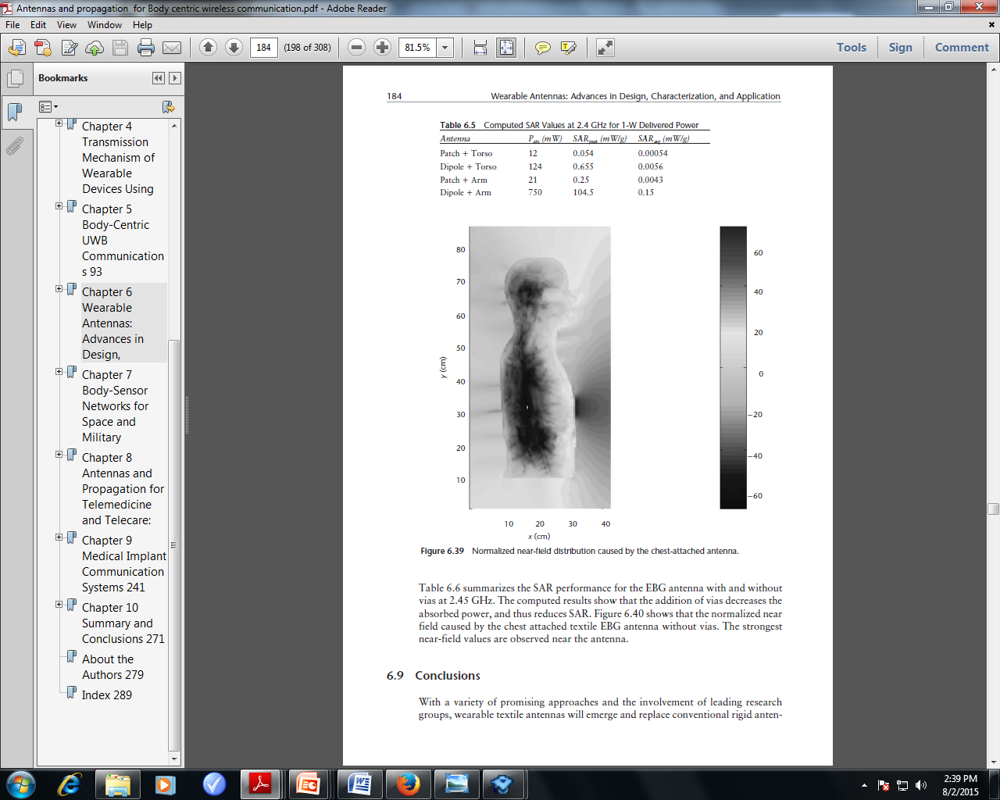 Antennas and propagation  for Body centric wireless communication.pdf - Adobe Reader
File Edit View Window Help
184 (198 of 308) 81.5% Tools Sign Comment
Bookmarks
Chapter 4
Transmission
Mechanism of
Wearable
Devices Using
Chapter 5
Body-Centric
UWB
Communication
s 93
Chapter 6
Wearable
Antennas:
Advances in
Design,
Chapter 7
Body-Sensor
Networks for
Space and
Military
Chapter 8
Antennas and
Propagation for
Telemedicine
and Telecare:
Chapter 9
Medical Implant
Communication
Systems 241
Chapter 10
Summary and
Conclusions 271
About the
Authors 279
Index 289
184 Wearable Antennas: Advances in Design, Characterization, and Application
Table 6.5 Computed SAR Values at 2.4 GHz for 1-W Delivered Power
Antenna P abs (mW) SAR peak (mW/g) SAR avg (mW/g)
Patch + Torso 12 0.054 0.00054
Dipole + Torso 124 0.655 0.0056
Patch + Arm 21 0.25 0.0043
Dipole + Arm 750 104.5 0.15
80
70
60
50
40
30
20
10
y (cm)
10 20 30 40
x (cm)
60
40
20
0
−20
−40
−60
Figure 6.39 Normalized near-field distribution caused by the chest-attached antenna.
Table 6.6 summarizes the SAR performance for the EBG antenna with and without
vias at 2.45 GHz. The computed results show that the addition of vias decreases the
absorbed power, and thus reduces SAR. Figure 6.40 shows that the normalized near
field caused by the chest attached textile EBG antenna without vias. The strongest
near-field values are observed near the antenna.
6.9 Conclusions
With a variety of promising approaches and the involvement of leading research
groups, wearable textile antennas will emerge and replace conventional rigid anten-
2:39 PM
8/2/2015